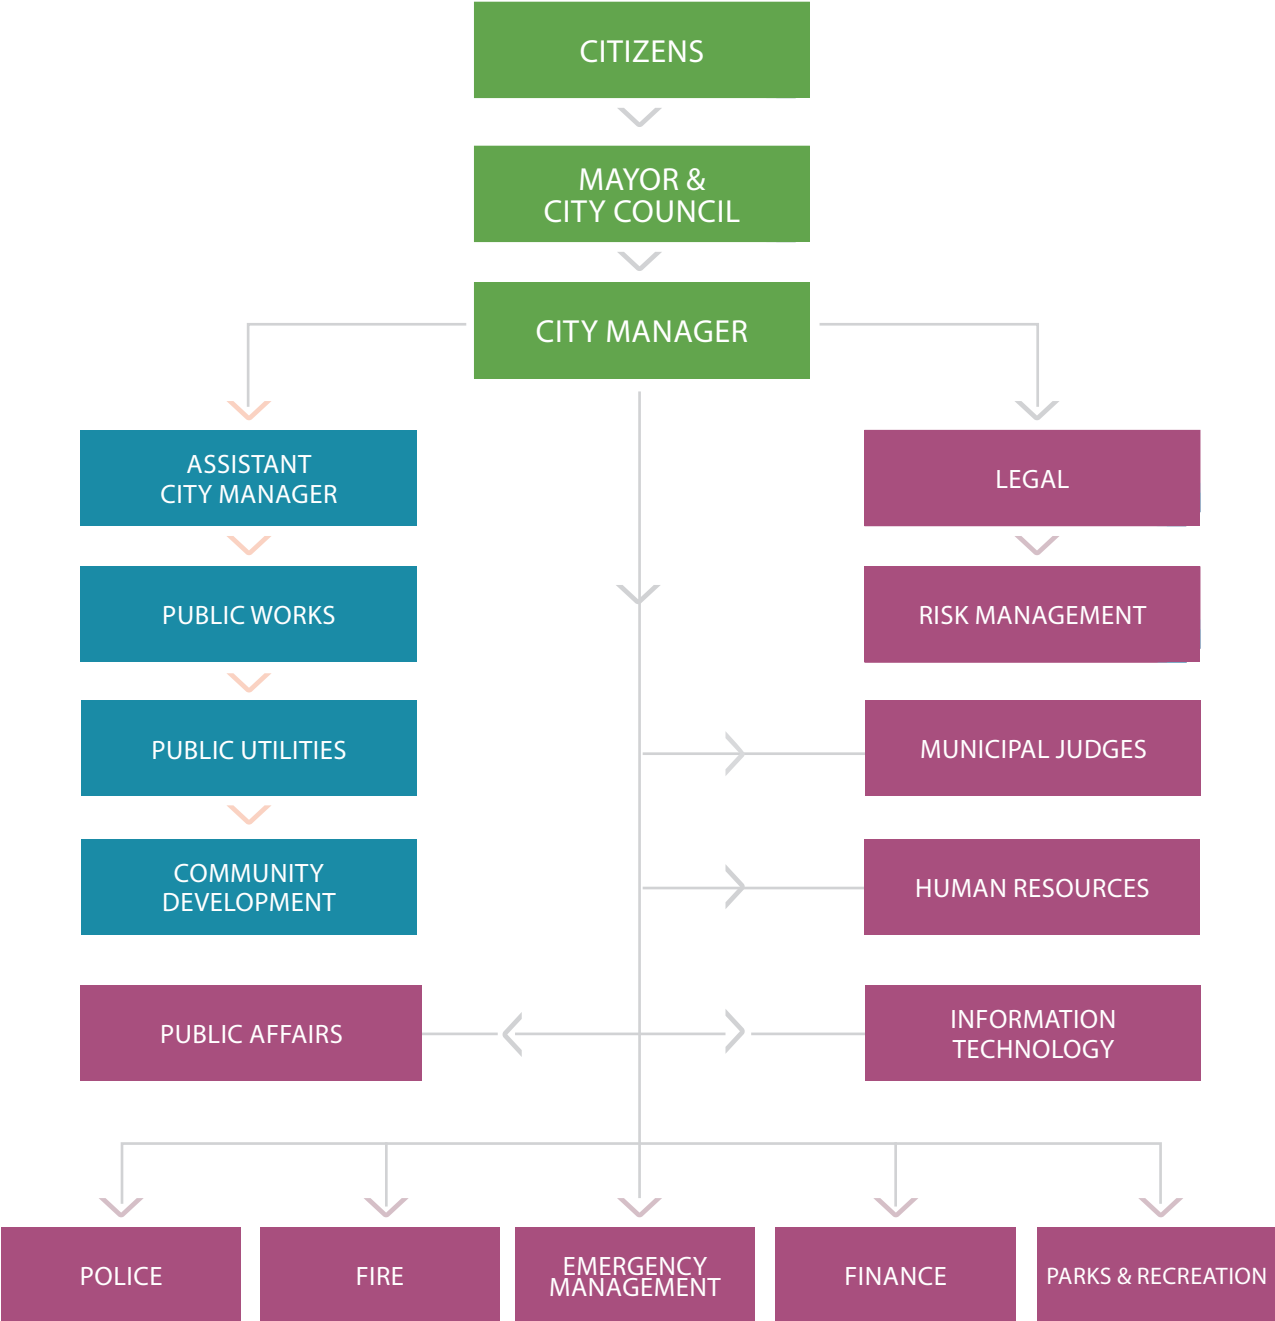 CITIZENS
MAYOR &
CITY COUNCIL
CITY MANAGER
ASSISTANT
CITY MANAGER
LEGAL
PUBLIC WORKS
RISK MANAGEMENT
PUBLIC UTILITIES
MUNICIPAL JUDGES
COMMUNITY
DEVELOPMENT
HUMAN RESOURCES
PUBLIC AFFAIRS
INFORMATION
TECHNOLOGY
POLICE
FIRE
EMERGENCY
MANAGEMENT
FINANCE
PARKS & RECREATION